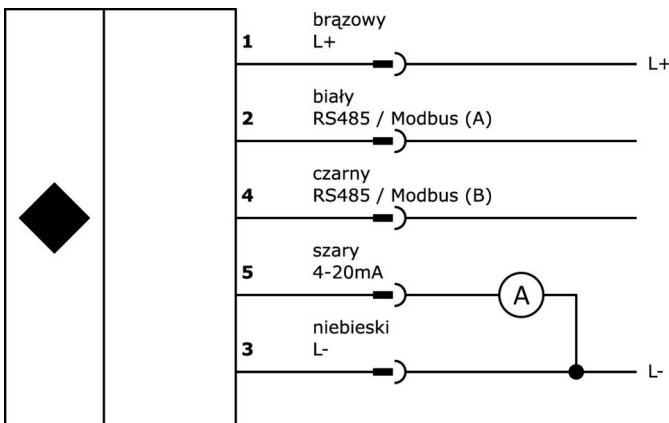 brązowy
1 L+
L+
biały
2 RS485 / Modbus (A)
czarny
4 RS485 / Modbus (B)
szary
5 4-20mA
A
niebieski
3 L-
L-